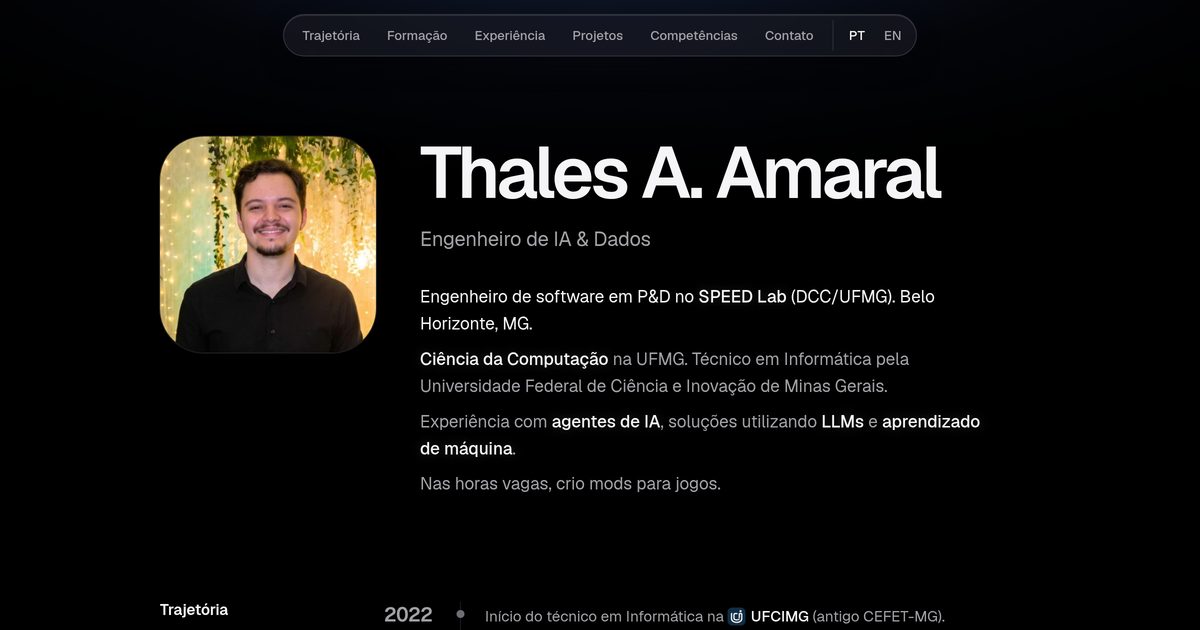 Trajetória Formação Experiência Projetos Competências Contato PT EN
Thales A. Amaral
Engenheiro de IA & Dados
Engenheiro de software em P&D no SPEED Lab (DCC/UFMG). Belo
Horizonte, MG.
Ciência da Computação na UFMG. Técnico em Informática pela
Universidade Federal de Ciência e Inovação de Minas Gerais.
Experiência com agentes de IA, soluções utilizando LLMs e aprendizado
de máquina.
Nas horas vagas, crio mods para jogos.
Trajetória
2022
Início do técnico em Informática na UFCIMG (antigo CEFET-MG).